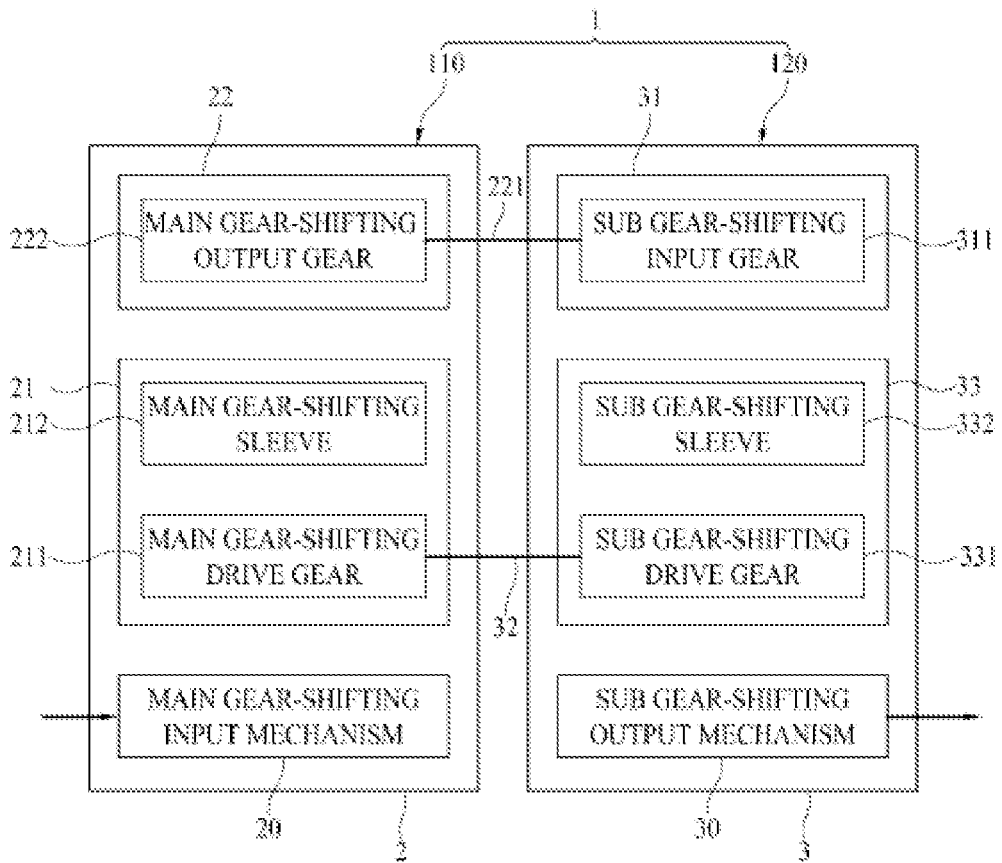 1
110
120
22
31
221
222
MAIN GEAR-SHIFTING
OUTPUT GEAR
SUB GEAR-SHIFTING
INPUT GEAR
311
21
212
MAIN GEAR-SHIFTING
SLEEVE
SUB GEAR-SHIFTING
SLEEVE
33
332
211
MAIN GEAR-SHIFTING
DRIVE GEAR
SUB GEAR-SHIFTING
DRIVE GEAR
331
32
MAIN GEAR-SHIFTING
INPUT MECHANISM
SUB GEAR-SHIFTING
OUTPUT MECHANISM
20
2
30
3